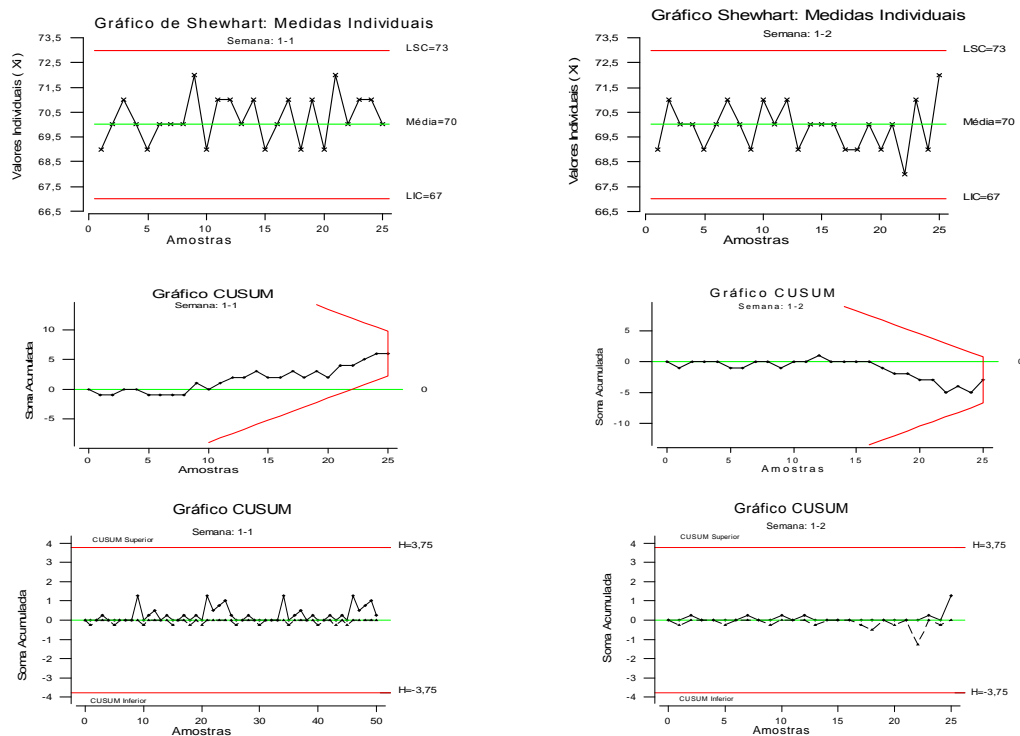 Gráfico de Shewhart: Medidas Individuais
Semana: 1-1
Valores Individuais ( Xi )
73,5
72,5
71,5
70,5
69,5
68,5
67,5
66,5
LSC=73
Média=70
LIC=67
0 5 10 15 20 25
Amostras
Gráfico Shewhart: Medidas Individuais
Semana: 1-2
Valores Individuais ( Xi )
73,5
72,5
71,5
70,5
69,5
68,5
67,5
66,5
LSC=73
Média=70
LIC=67
0 5 10 15 20 25
Amostras
Gráfico CUSUM
Semana: 1-1
Soma Acumulada
10
5
0
-5
0
0 5 10 15 20 25
Amostras
Gráfico CUSUM
Semana: 1-2
Soma Acumulada
5
0
-5
-10
0 5 10 15 20 25
Amostras
Gráfico CUSUM
Semana: 1-1
CUSUM Superior
Soma Acumulada
4
3
2
1
0
-1
-2
-3
-4
H=3,75
H=-3,75
CUSUM Inferior
0 10 20 30 40 50
Amostras
Gráfico CUSUM
Semana: 1-2
CUSUM Superior
Soma Acumulada
4
3
2
1
0
-1
-2
-3
-4
H=3,75
H=-3,75
CUSUM Inferior
0 5 10 15 20 25
Amostras